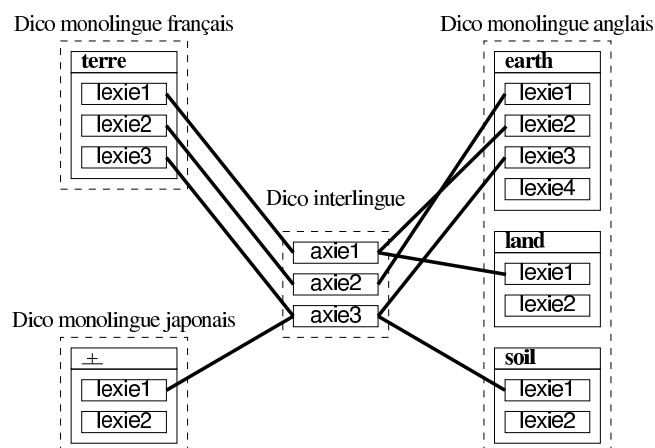 Dico monolingue français
terre
lexie1
lexie2
lexie3
Dico monolingue japonais
土
lexie1
lexie2
Dico interlingue
axie1
axie2
axie3
Dico monolingue anglais
earth
lexie1
lexie2
lexie3
lexie4
land
lexie1
lexie2
soil
lexie1
lexie2